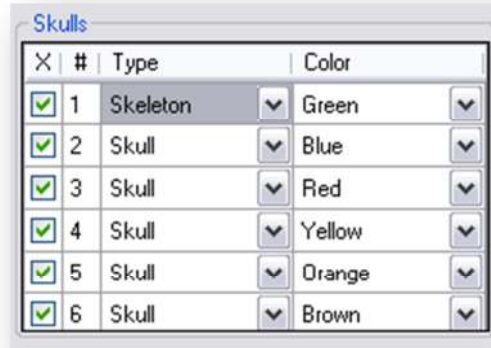 Skulls
X # Type Color
1 Skeleton Green
2 Skull Blue
3 Skull Red
4 Skull Yellow
5 Skull Orange
6 Skull Brown